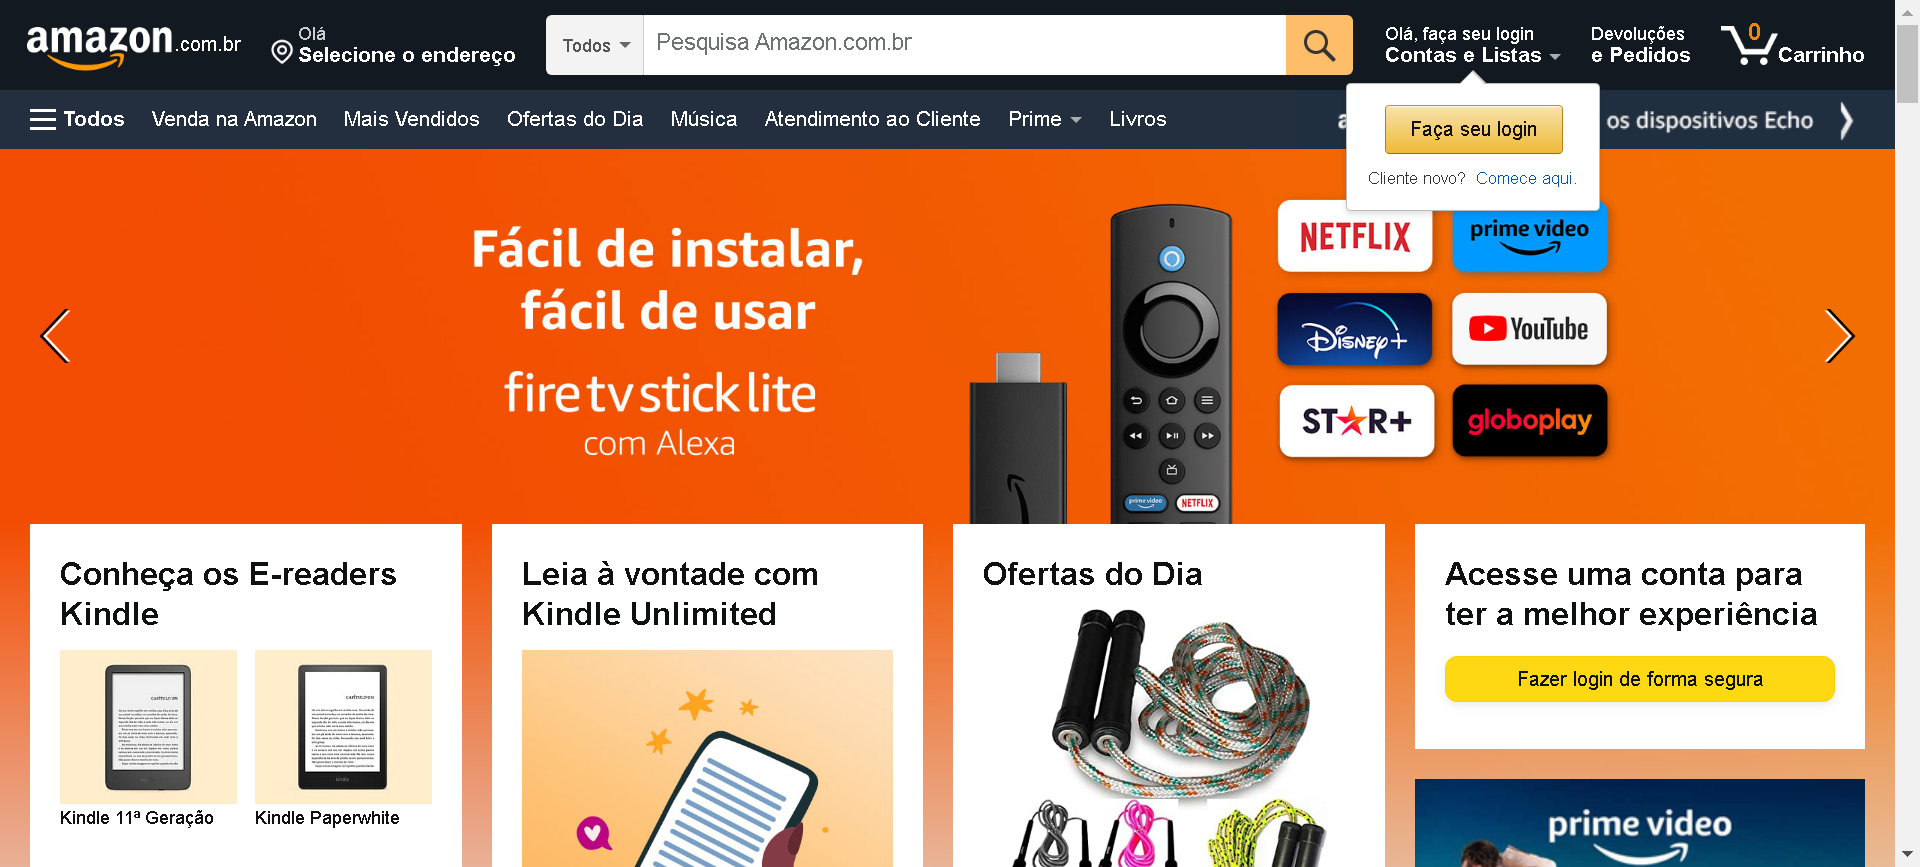 amazon.com.br
Olá
Selecione o endereço
Todos
Pesquisa Amazon.com.br
Olá, faça seu login
Contas e Listas
Devoluções
e Pedidos
0
Carrinho
Todos
Venda na Amazon
Mais Vendidos
Ofertas do Dia
Música
Atendimento ao Cliente
Prime
Livros
os dispositivos Echo
Faça seu login
Cliente novo? Comece aqui.
Fácil de instalar,
fácil de usar
fire tv stick lite
com Alexa
NETFLIX
prime video
Disney+
YouTube
STAR+
globoplay
prime video
NETFLIX
Conheça os E-readers
Kindle
Kindle 11ª Geração
Kindle Paperwhite
Leia à vontade com
Kindle Unlimited
Ofertas do Dia
Acesse uma conta para
ter a melhor experiência
Fazer login de forma segura
prime video